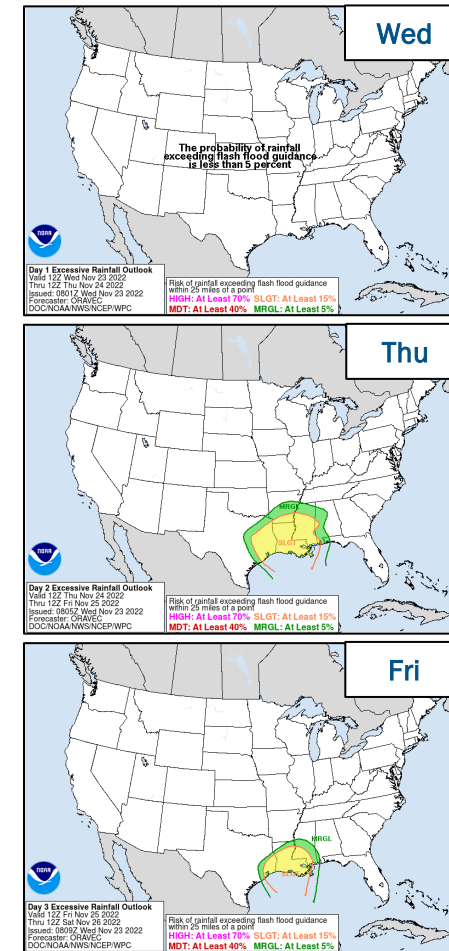 Wed
The probability of rainfall
exceeding flash flood guidance
is less than 5 percent
NOAA
Day 1 Excessive Rainfall Outlook
Valid 12Z Wed Nov 23 2022
Thru 12Z Thu Nov 24 2022
Issued: 0801Z Wed Nov 23 2022
Forecaster: ORAVEC
DOC/NOAA/NWS/NCEP/WPC
Risk of rainfall exceeding flash flood guidance
within 25 miles of a point
HIGH: At Least 70% SLGT: At Least 15%
MDT: At Least 40% MRGL: At Least 5%
Thu
MRGL
SLGT
NOAA
Day 2 Excessive Rainfall Outlook
Valid 12Z Thu Nov 24 2022
Thru 12Z Fri Nov 25 2022
Issued: 0805Z Wed Nov 23 2022
Forecaster: ORAVEC
DOC/NOAA/NWS/NCEP/WPC
Risk of rainfall exceeding flash flood guidance
within 25 miles of a point
HIGH: At Least 70% SLGT: At Least 15%
MDT: At Least 40% MRGL: At Least 5%
Fri
MRGL
SLGT
NOAA
Day 3 Excessive Rainfall Outlook
Valid 12Z Fri Nov 25 2022
Thru 12Z Sat Nov 26 2022
Issued: 0809Z Wed Nov 23 2022
Forecaster: ORAVEC
DOC/NOAA/NWS/NCEP/WPC
Risk of rainfall exceeding flash flood guidance
within 25 miles of a point
HIGH: At Least 70% SLGT: At Least 15%
MDT: At Least 40% MRGL: At Least 5%